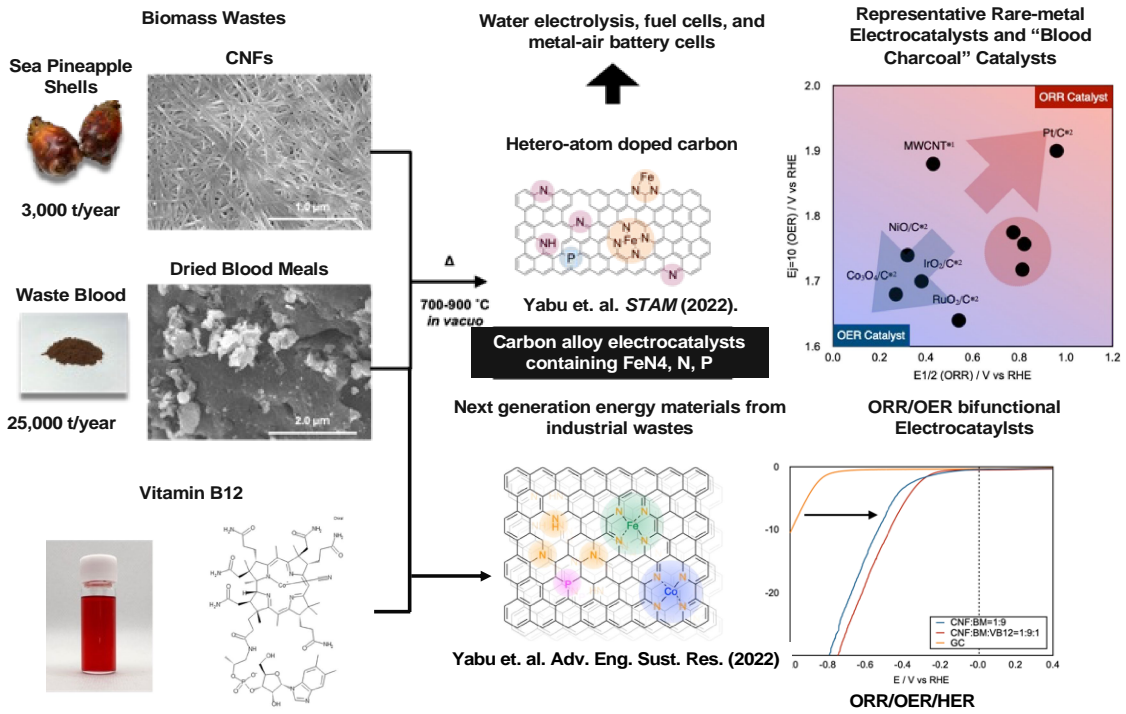 Biomass Wastes
Sea Pineapple
Shells
CNFs
1.0 μm
3,000 t/year
Dried Blood Meals
Waste Blood
2.0 μm
25,000 t/year
Vitamin B12
Water electrolysis, fuel cells, and
metal-air battery cells
Hetero-atom doped carbon
Fe
N N
N
N
NH
P
N
Fe
N
Δ
700-900 °C
in vacuo
Yabu et. al. STAM (2022).
Carbon alloy electrocatalysts
containing FeN4, N, P
Next generation energy materials from
industrial wastes
N
H
N
N
P
N N
Fe
N N
N N
Co
N N
Yabu et. al. Adv. Eng. Sust. Res. (2022)
Representative Rare-metal
Electrocatalysts and “Blood
Charcoal” Catalysts
2.0
1.9
1.8
1.7
1.6
Ej=10 (OER) / V vs RHE
ORR Catalyst
Pt/C*2
MWCNT*1
NiO/C*2
IrO2/C*2
Co3O4/C*2
RuO2/C*2
OER Catalyst
0.0 0.2 0.4 0.6 0.8 1.0 1.2
E1/2 (ORR) / V vs RHE
ORR/OER bifunctional
Electrocataylsts
0
-10
-20
CNF:BM=1:9
CNF:BM:VB12=1:9:1
GC
0 -0.8 -0.4 -0.0 0.4
E / V vs RHE
ORR/OER/HER